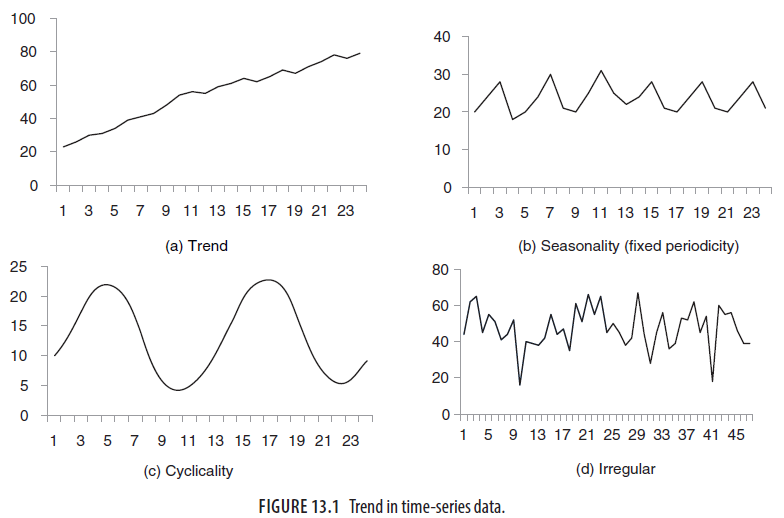 100
80
60
40
20
0
1 3 5 7 9 11 13 15 17 19 21 23
(a) Trend
40
30
20
10
0
1 3 5 7 9 11 13 15 17 19 21 23
(b) Seasonality (fixed periodicity)
25
20
15
10
5
0
1 3 5 7 9 11 13 15 17 19 21 23
(c) Cyclicality
80
60
40
20
0
1 5 9 13 17 21 25 29 33 37 41 45
(d) Irregular
FIGURE 13.1 Trend in time-series data.